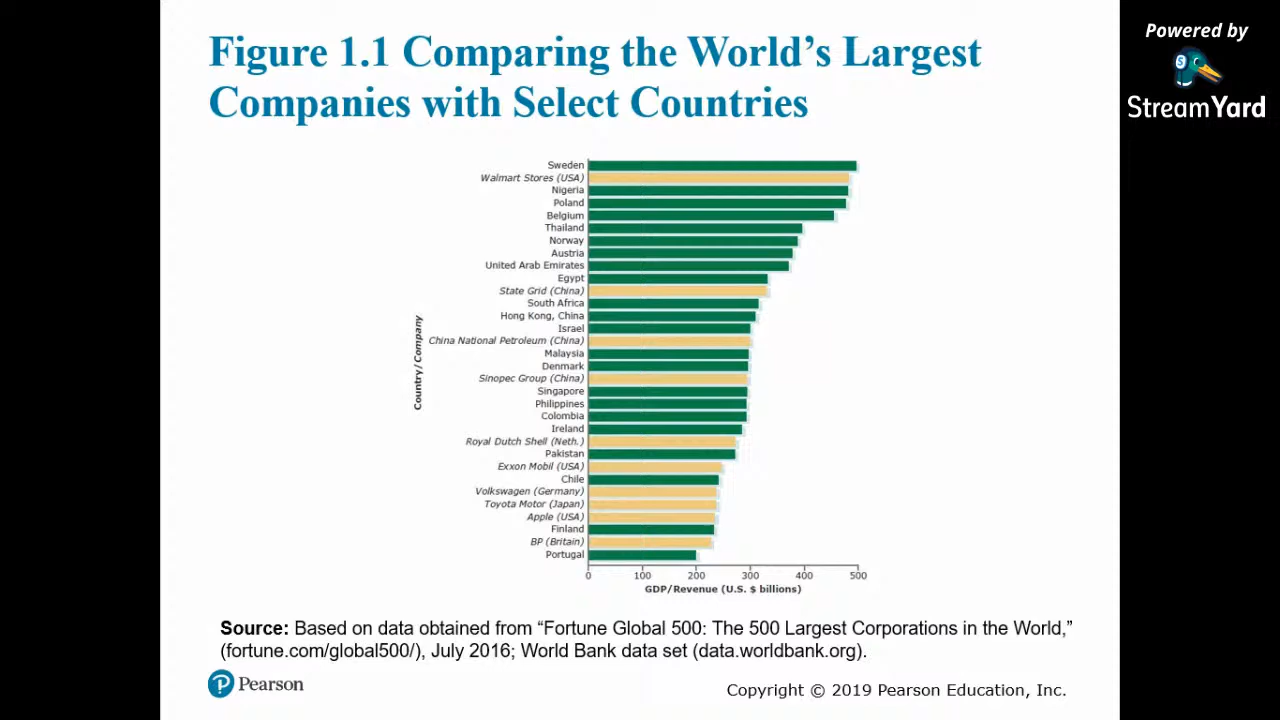 Figure 1.1 Comparing the World’s Largest
Companies with Select Countries
Powered by
StreamYard
Country/Company
Sweden
Walmart Stores (USA)
Nigeria
Poland
Belgium
Thailand
Norway
Austria
United Arab Emirates
Egypt
State Grid (China)
South Africa
Hong Kong, China
Israel
China National Petroleum (China)
Malaysia
Denmark
Sinopec Group (China)
Singapore
Philippines
Colombia
Ireland
Royal Dutch Shell (Neth.)
Pakistan
Exxon Mobil (USA)
Chile
Volkswagen (Germany)
Toyota Motor (Japan)
Apple (USA)
Finland
BP (Britain)
Portugal
0 100 200 300 400 500
GDP/Revenue (U.S. $ billions)
Source: Based on data obtained from “Fortune Global 500: The 500 Largest Corporations in the World,”
(fortune.com/global500/), July 2016; World Bank data set (data.worldbank.org).
P Pearson
Copyright © 2019 Pearson Education, Inc.